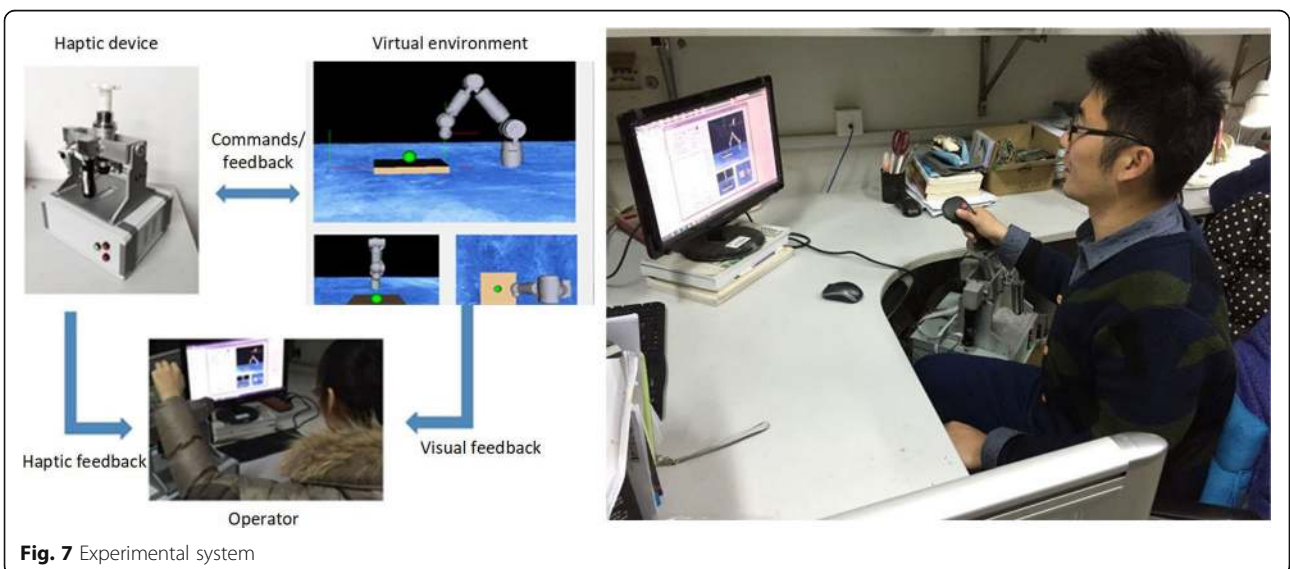 Haptic device
Virtual environment
Commands/
feedback
Haptic feedback
Visual feedback
Operator
Fig. 7 Experimental system